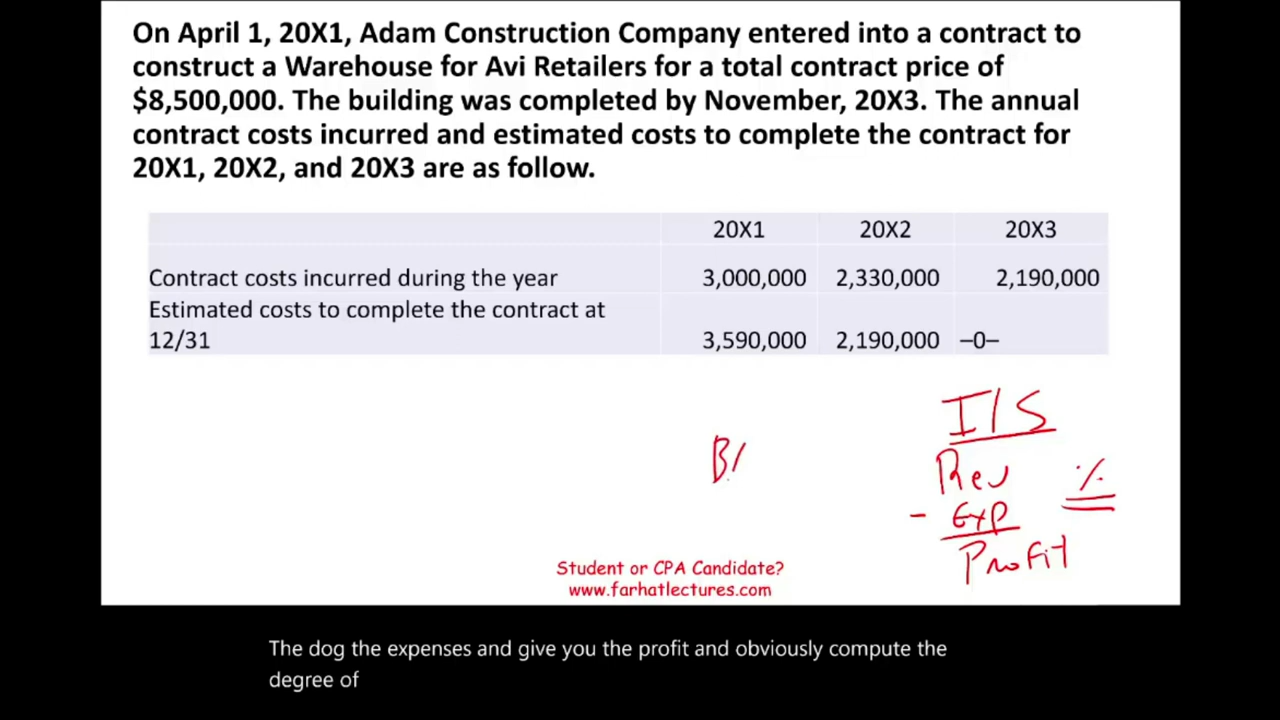 On April 1, 20X1, Adam Construction Company entered into a contract to
construct a Warehouse for Avi Retailers for a total contract price of
$8,500,000. The building was completed by November, 20X3. The annual
contract costs incurred and estimated costs to complete the contract for
20X1, 20X2, and 20X3 are as follow.
20X1 20X2 20X3
Contract costs incurred during the year 3,000,000 2,330,000 2,190,000
Estimated costs to complete the contract at
12/31 3,590,000 2,190,000 –0–
I/S
B/
Rev %
- Exp
Profit
Student or CPA Candidate?
www.farhatlectures.com
The dog the expenses and give you the profit and obviously compute the
degree of